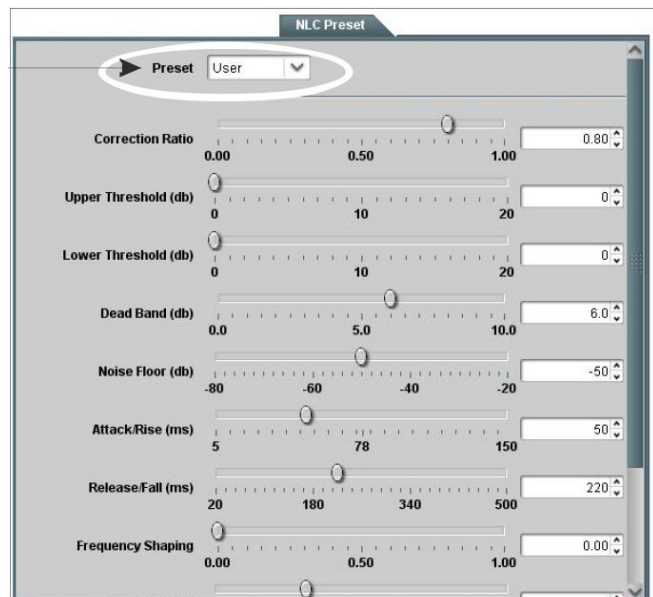 NLC Preset
Preset User
Correction Ratio 0.80
0.00 0.50 1.00
Upper Threshold (db) 0
0 10 20
Lower Threshold (db) 0
0 10 20
Dead Band (db) 6.0
0.0 5.0 10.0
Noise Floor (db) -50
-80 -60 -40 -20
Attack/Rise (ms) 50
5 78 150
Release/Fall (ms) 220
20 180 340 500
Frequency Shaping 0.00
0.00 0.50 1.00